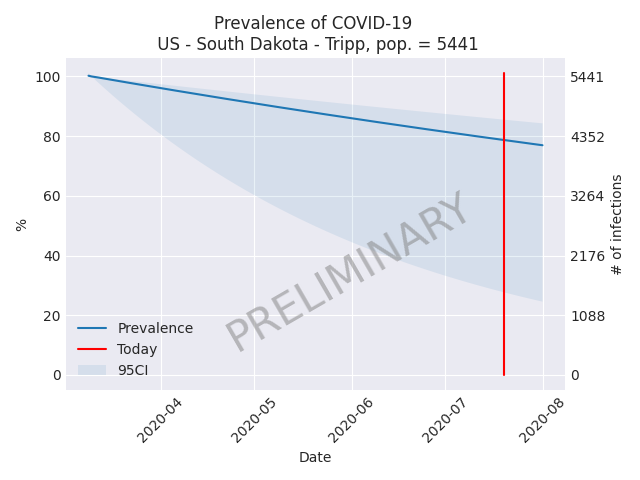 Prevalence of COVID-19
US - South Dakota - Tripp, pop. = 5441
100
80
60
40
20
0
%
5441
4352
3264
2176
1088
0
# of infections
PRELIMINARY
Prevalence
Today
95CI
2020-04
2020-05
2020-06
2020-07
2020-08
Date